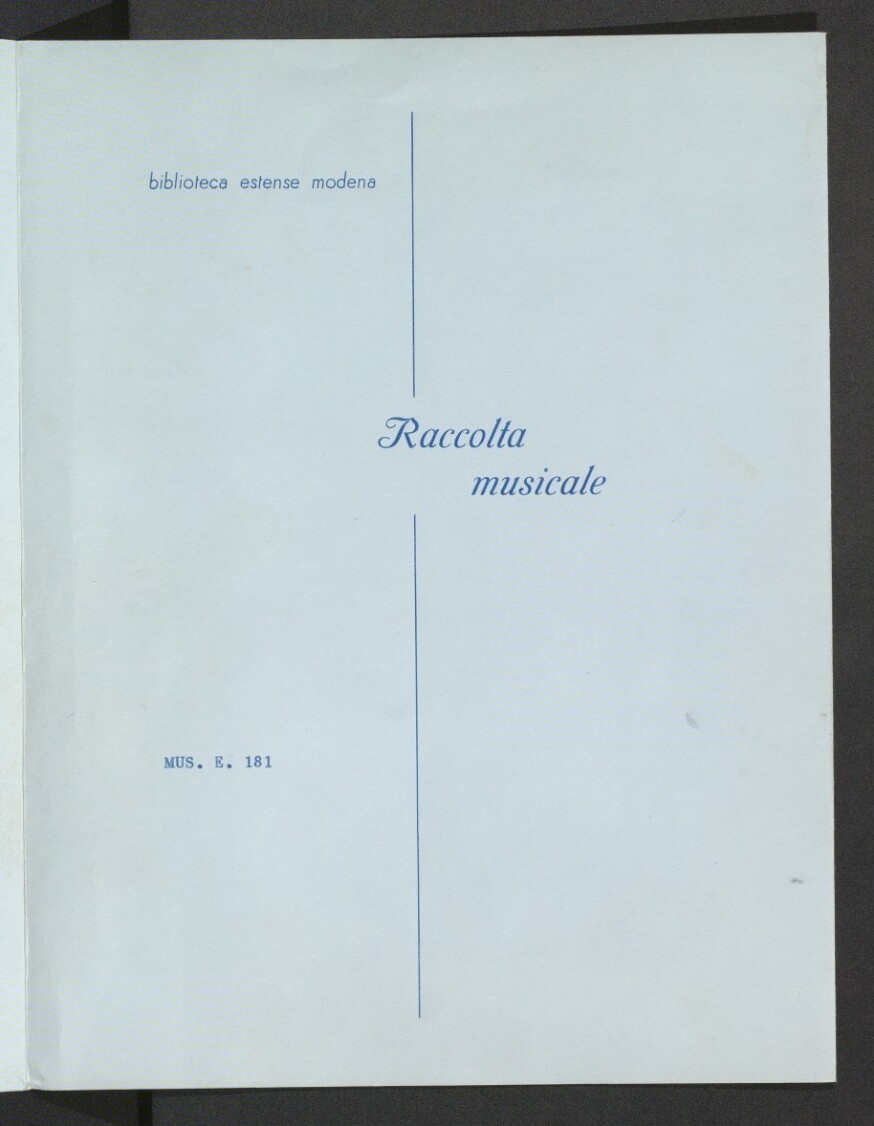 biblioteca estense modena
Raccolta
musicale
MUS. E. 181